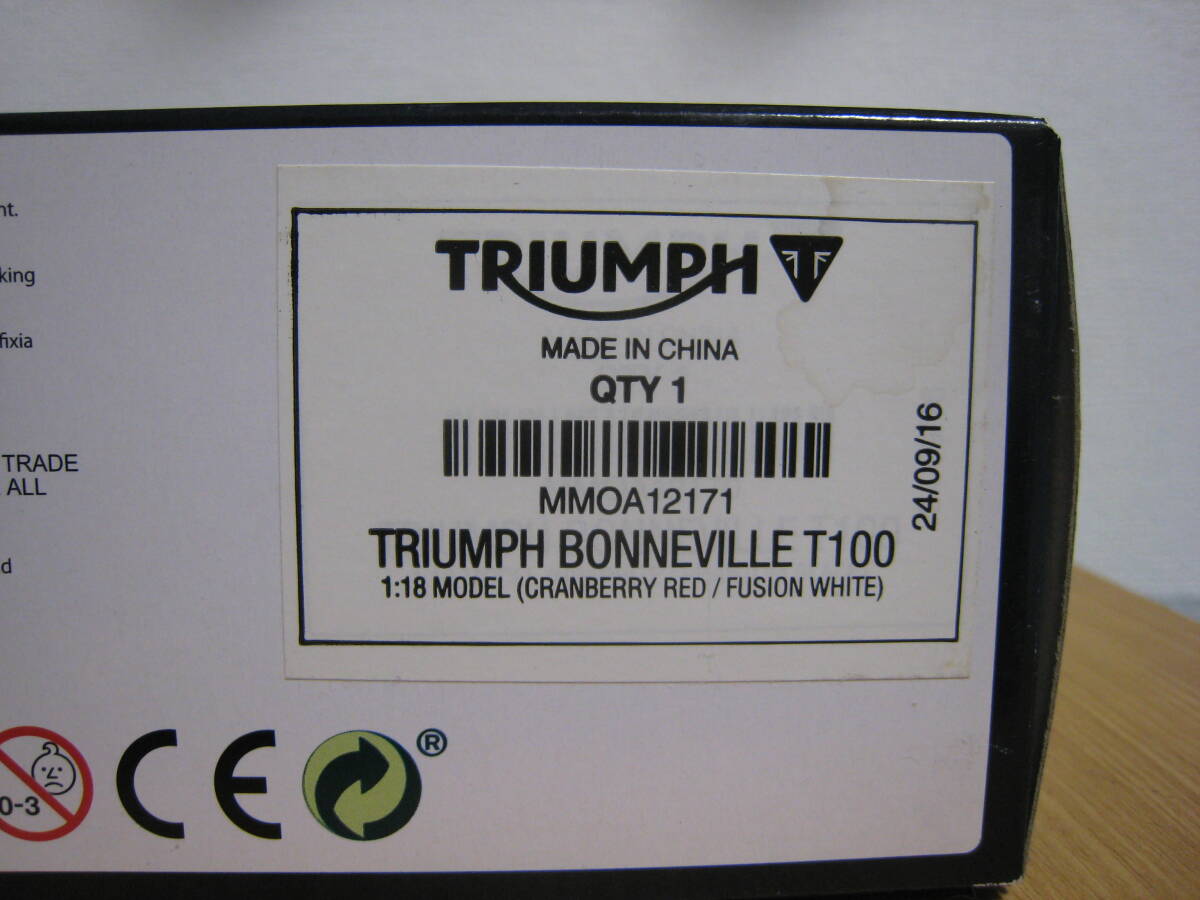 TRIUMPH
MADE IN CHINA
QTY 1
MMOA12171
TRIUMPH BONNEVILLE T100
1:18 MODEL (CRANBERRY RED / FUSION WHITE)
24/09/16
nt.
king
fixia
TRADE
ALL
d
0-3
CE
®